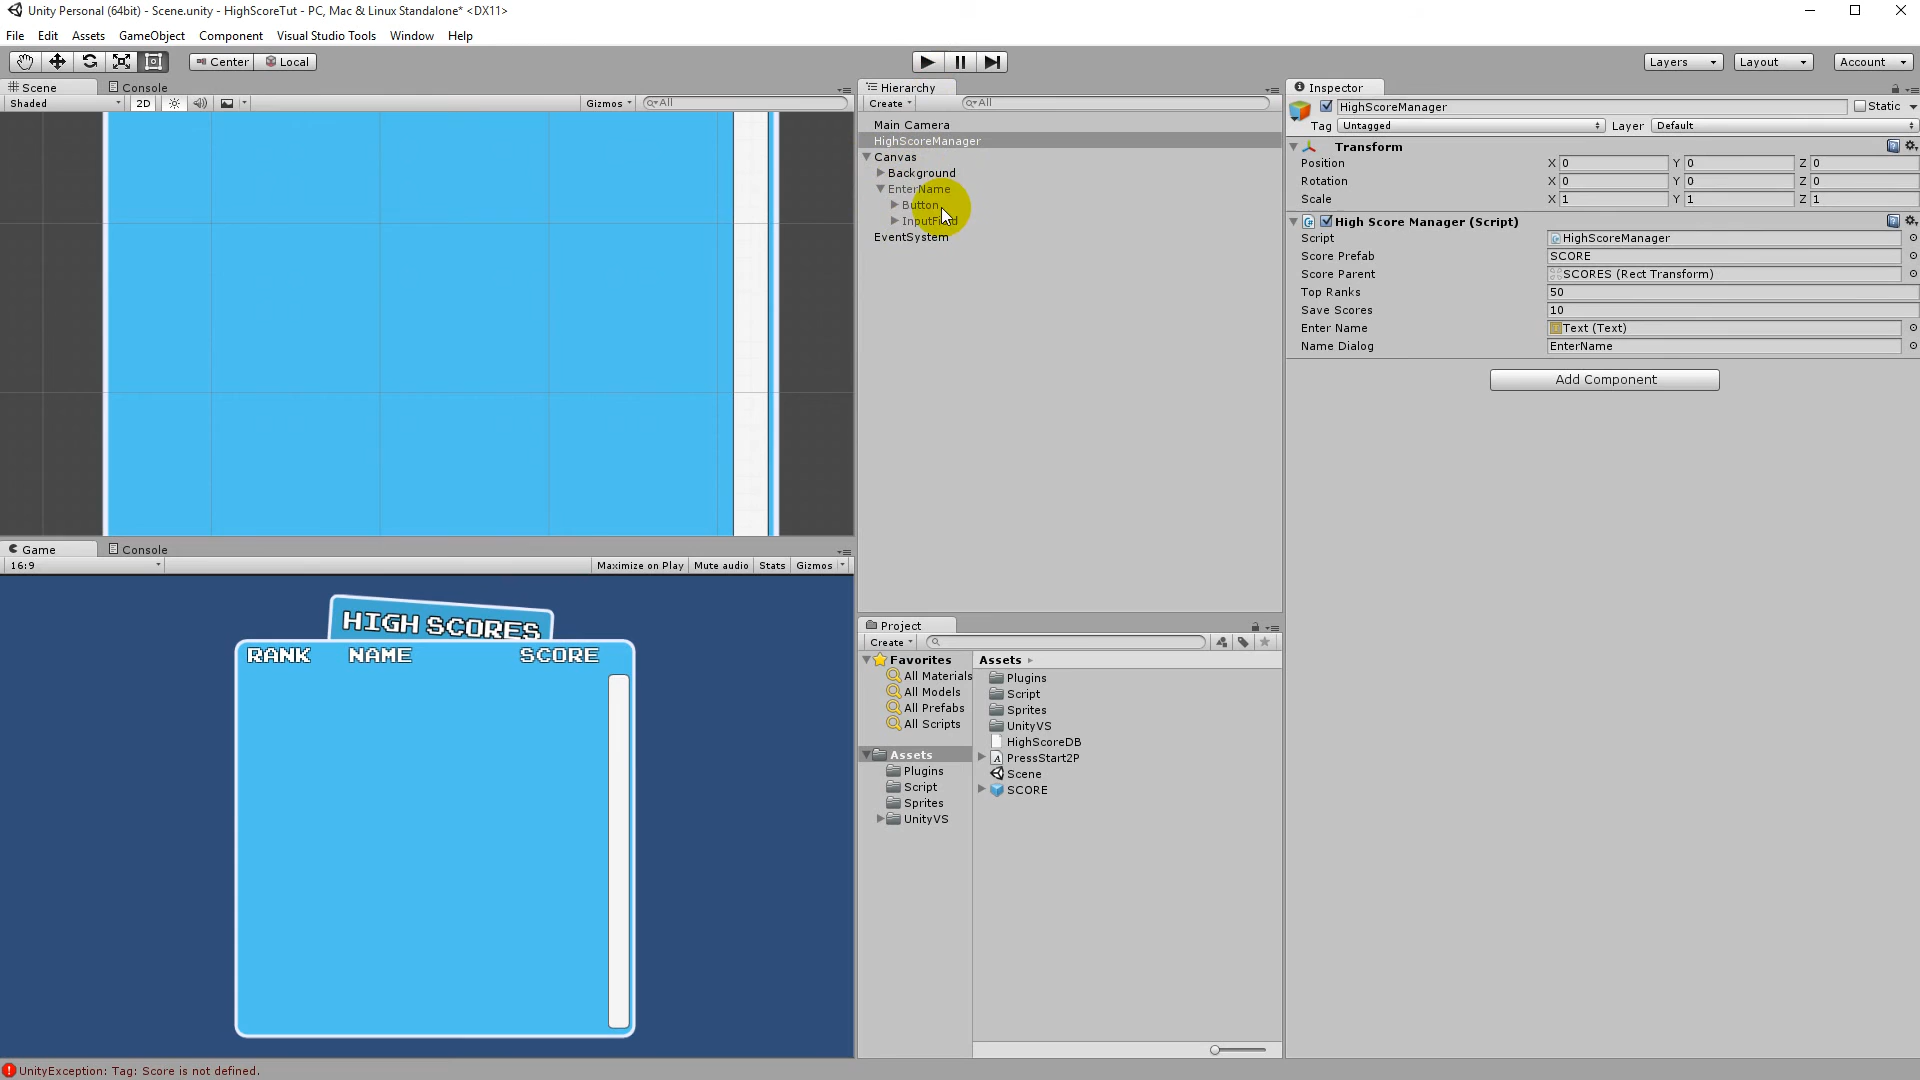 Unity Personal (64bit) - Scene.unity - HighScoreTut - PC, Mac & Linux Standalone* <DX11>
File Edit Assets GameObject Component Visual Studio Tools Window Help
Center Local Layers Layout Account
Scene Console
Shaded 2D Gizmos All
Hierarchy
Create All
Main Camera
HighScoreManager
Canvas
Background
EnterName
Button
InputField
EventSystem
Inspector
HighScoreManager Static
Tag Untagged Layer Default
Transform
Position X 0 Y 0 Z 0
Rotation X 0 Y 0 Z 0
Scale X 1 Y 1 Z 1
High Score Manager (Script)
Script HighScoreManager
Score Prefab SCORE
Score Parent SCORES (Rect Transform)
Top Ranks 50
Save Scores 10
Enter Name Text (Text)
Name Dialog EnterName
Add Component
Game Console
16:9 Maximize on Play Mute audio Stats Gizmos
HIGH SCORES
RANK NAME SCORE
Project
Create
Favorites
All Materials
All Models
All Prefabs
All Scripts
Assets
Plugins
Script
Sprites
UnityVS
Assets
Plugins
Script
Sprites
UnityVS
HighScoreDB
PressStart2P
Scene
SCORE
UnityException: Tag: Score is not defined.